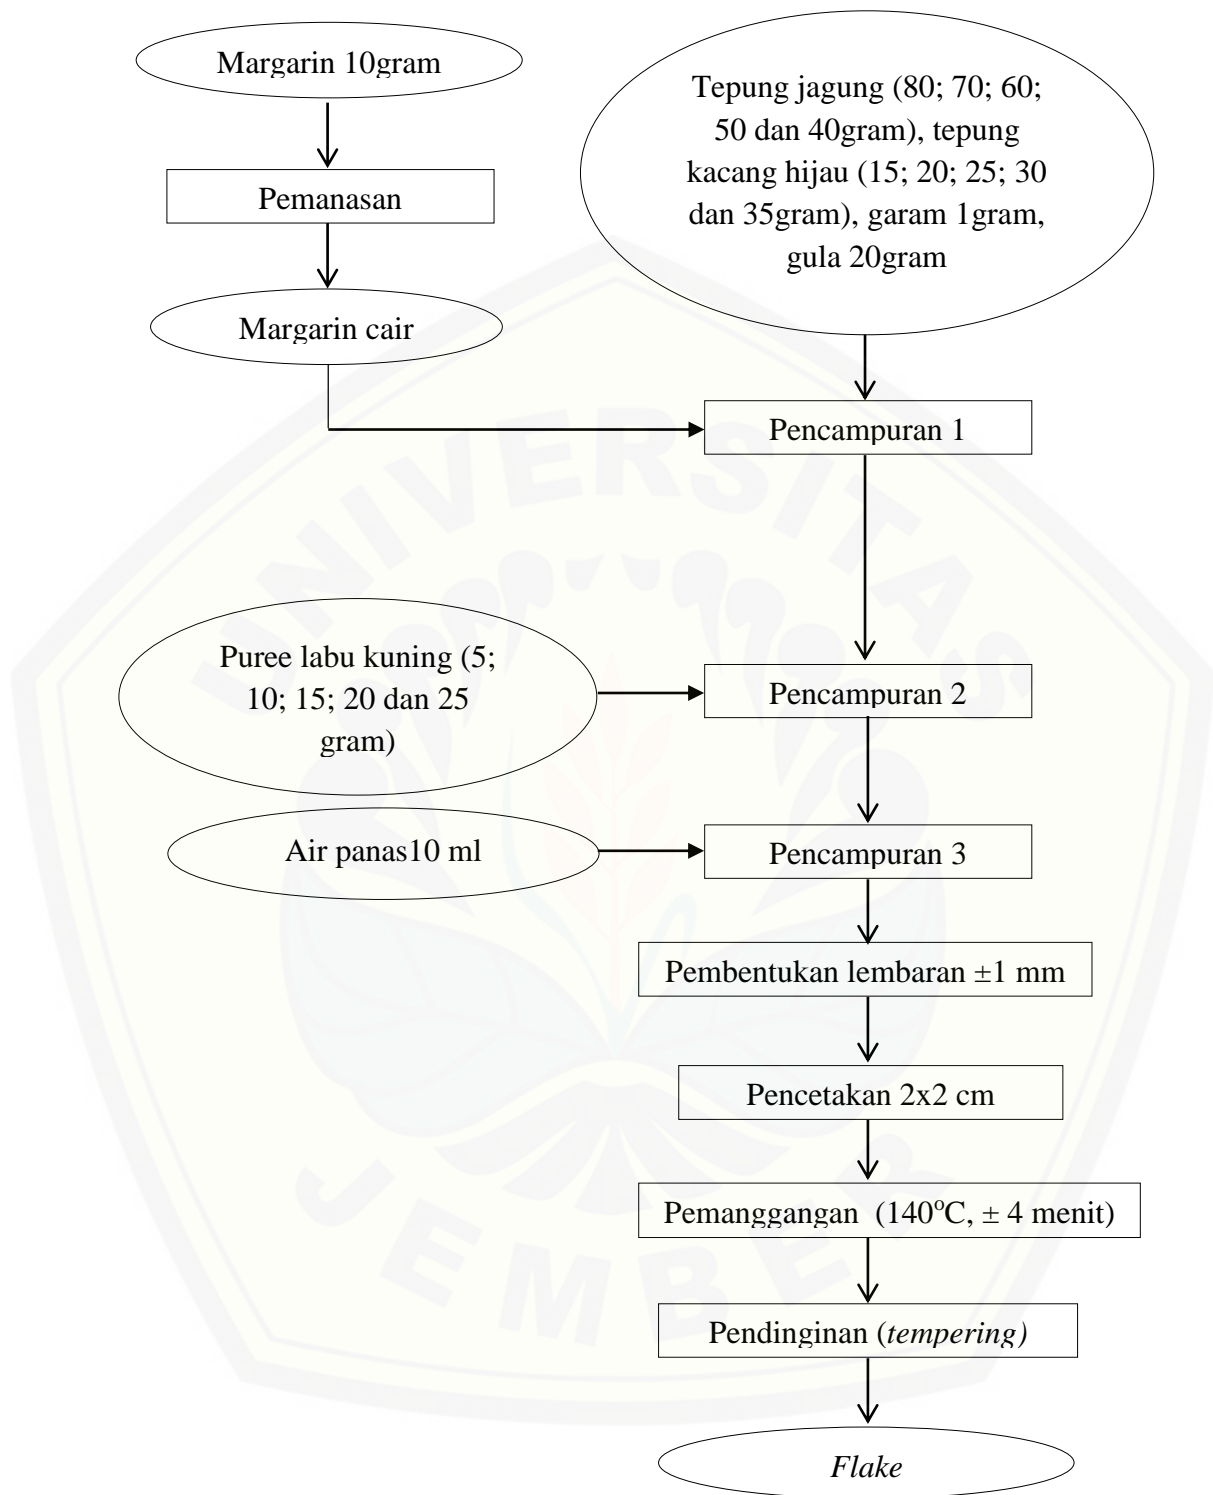 Margarin 10gram
Pemanasan
Margarin cair
Tepung jagung (80; 70; 60;
50 dan 40gram), tepung
kacang hijau (15; 20; 25; 30
dan 35gram), garam 1gram,
gula 20gram
Pencampuran 1
Puree labu kuning (5;
10; 15; 20 dan 25
gram)
Pencampuran 2
Air panas10 ml
Pencampuran 3
Pembentukan lembaran ±1 mm
Pencetakan 2x2 cm
Pemanggangan (140°C, ± 4 menit)
Pendinginan (tempering)
Flake
UNIVERSITAS
JEMBER